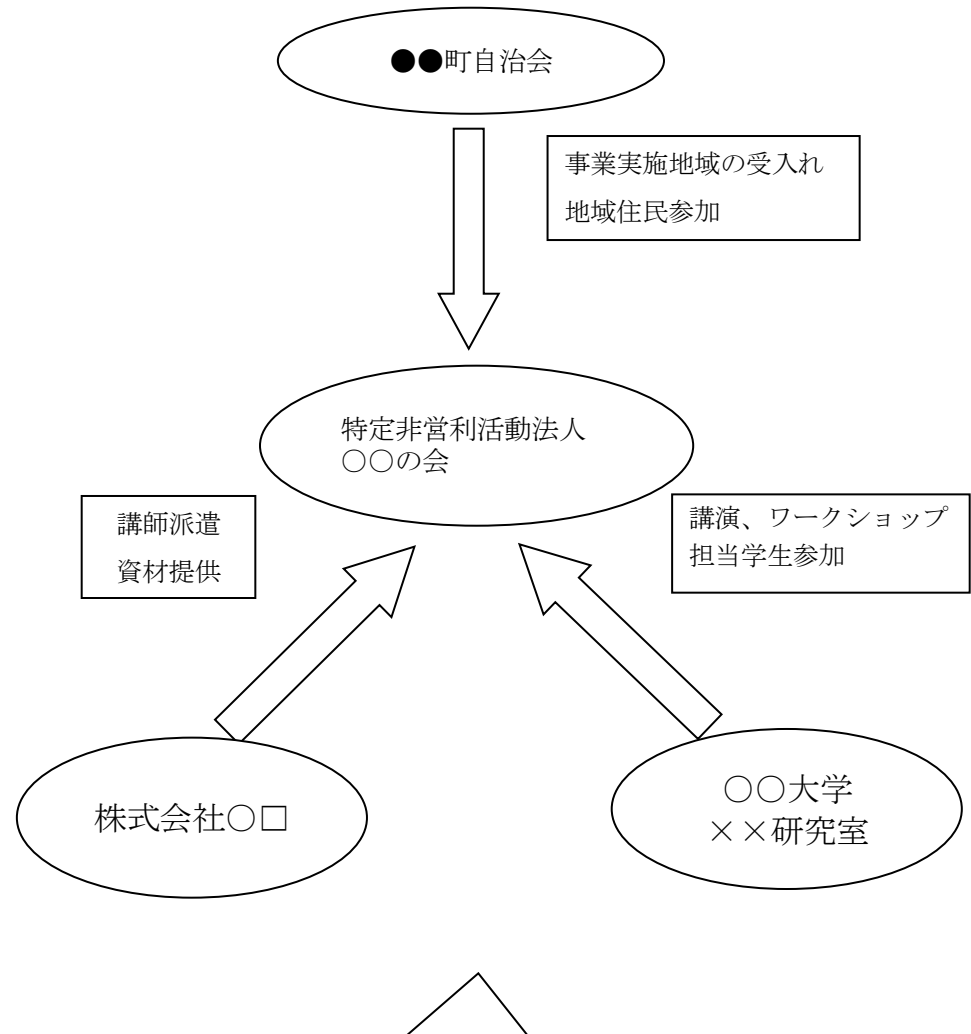 ●●町自治会
事業実施地域の受入れ
地域住民参加
特定非営利活動法人
○○の会
講師派遣
資材提供
講演、ワークショップ
担当学生参加
株式会社○□
○○大学
××研究室